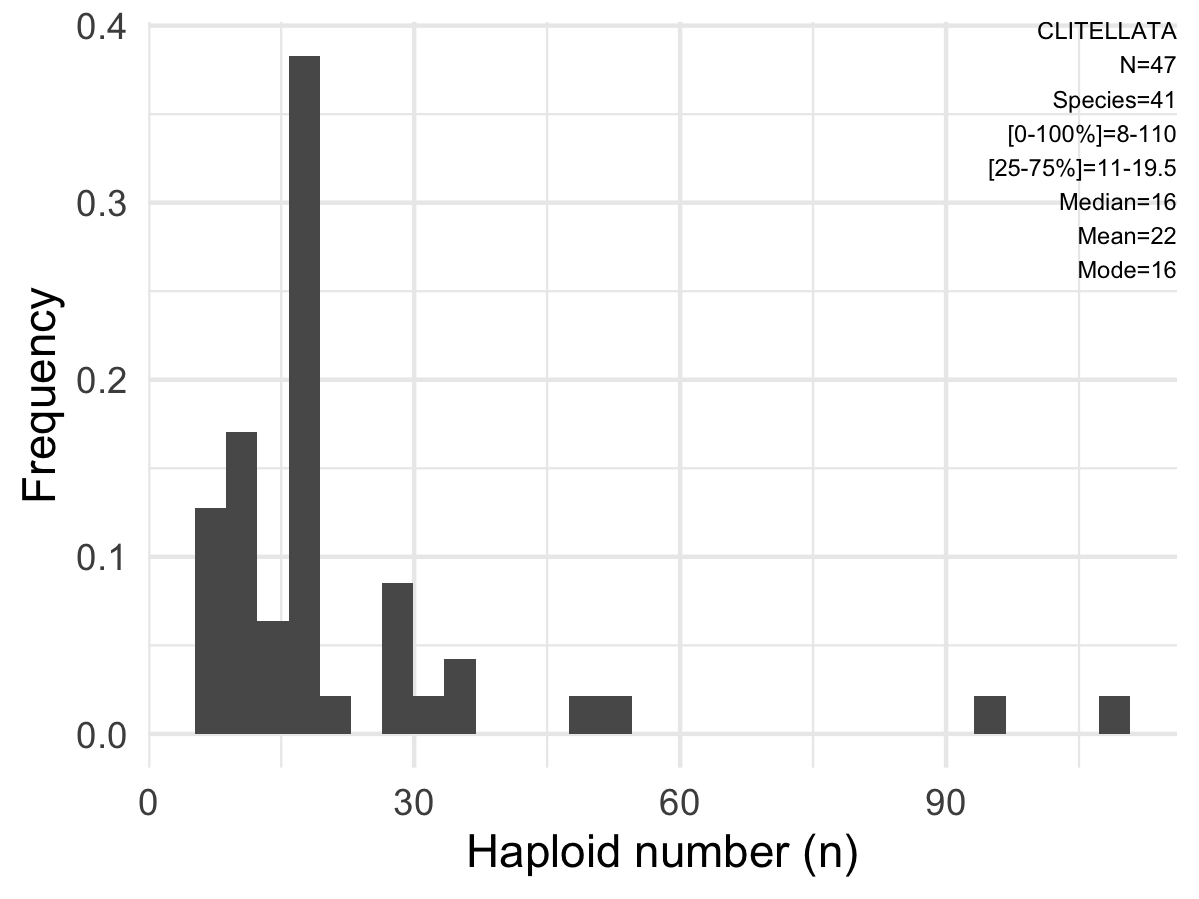 CLITELLATA
N=47
Species=41
[0-100%]=8-110
[25-75%]=11-19.5
Median=16
Mean=22
Mode=16
Frequency
0.4
0.3
0.2
0.1
0.0
0 30 60 90
Haploid number (n)